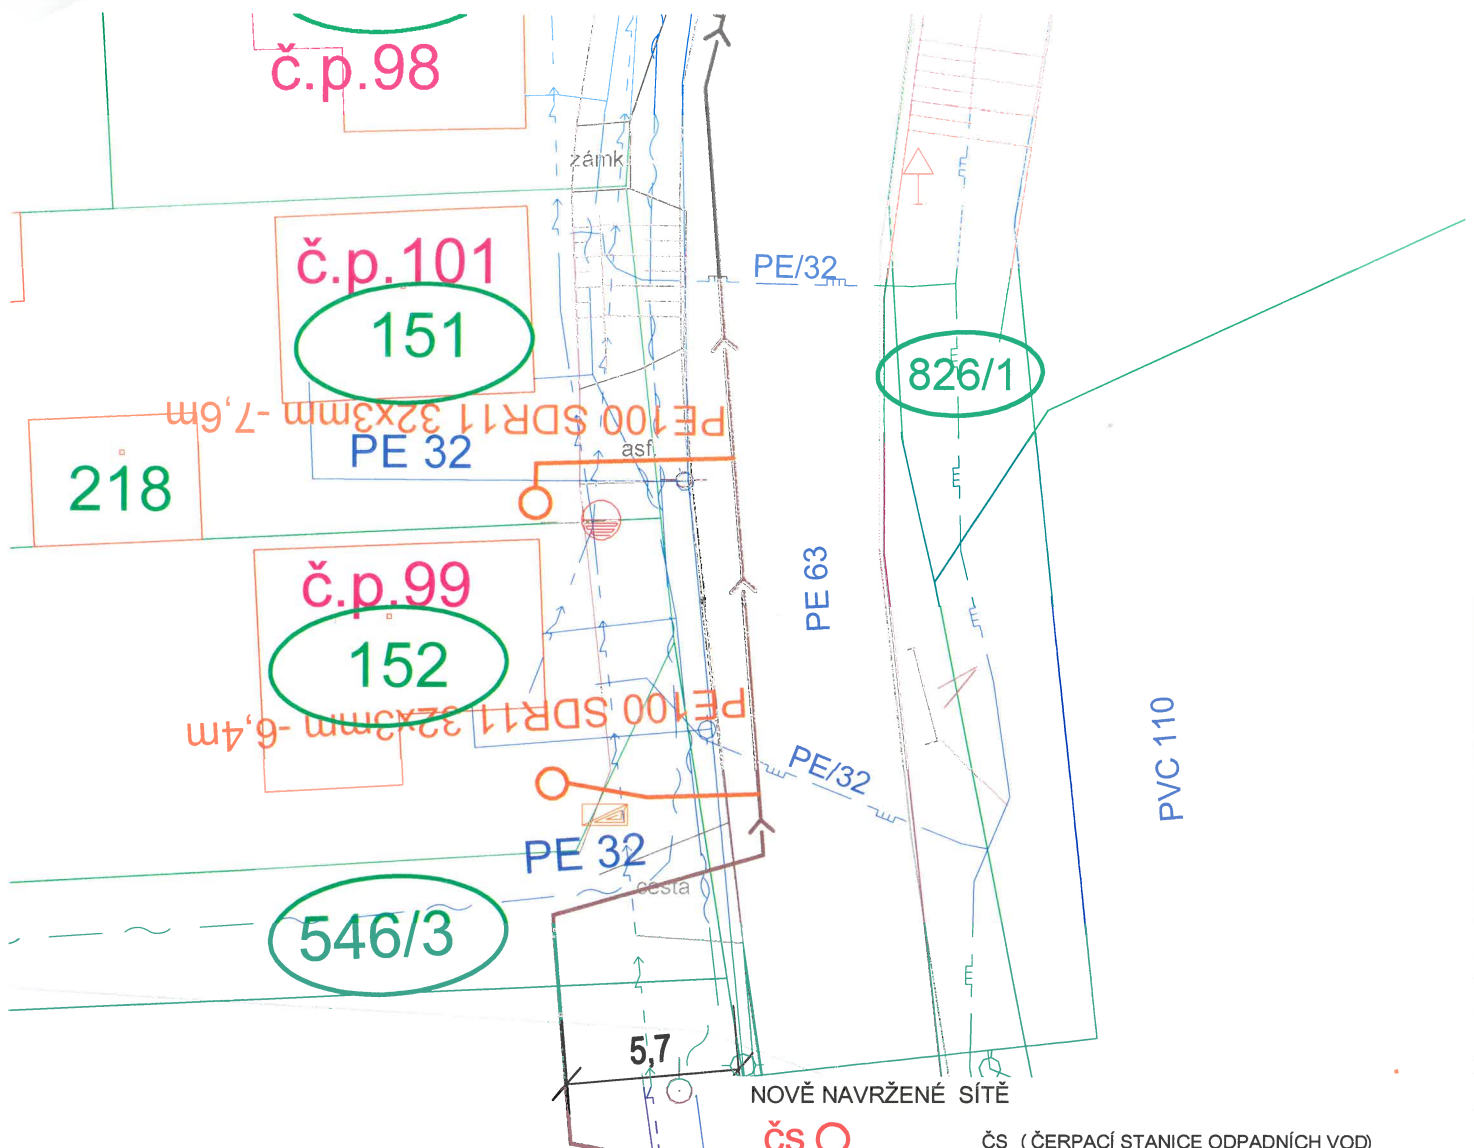 č.p.98
zámk
č.p.101
PE/32
151
826/1
PE100 SDR11 32x3mm -7,6m
asf.
PE 32
218
PE 63
č.p.99
152
PE100 SDR11 32x3mm -6,4m
PE/32
PVC 110
PE 32
cesta
546/3
5,7
NOVĚ NAVRŽENÉ SÍTĚ
ČS
ČS ( ČERPACÍ STANICE ODPADNÍCH VOD)